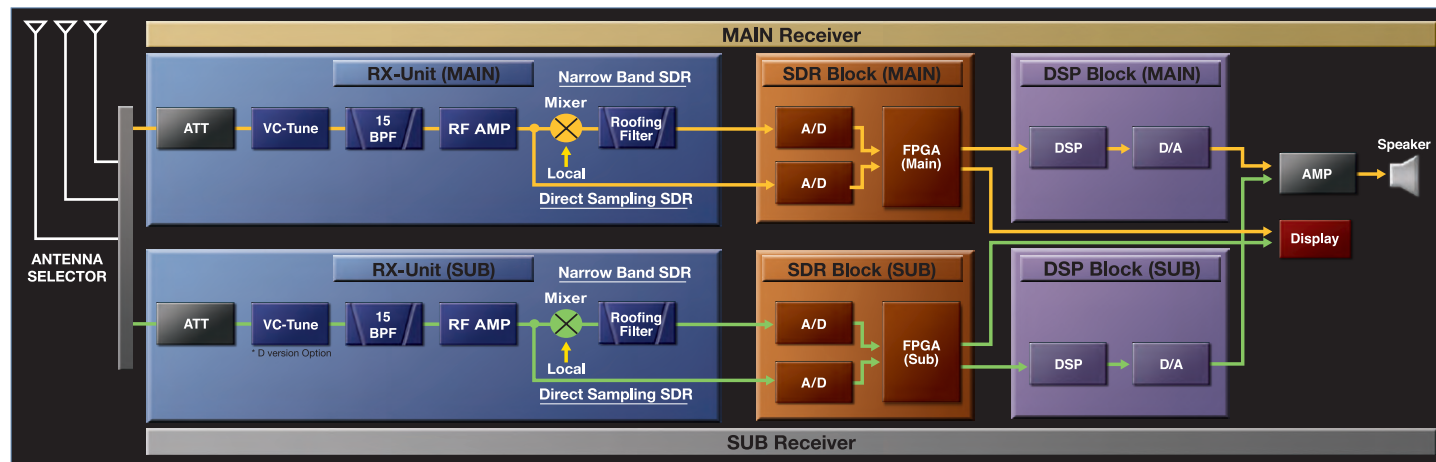 MAIN Receiver
RX-Unit (MAIN)
Narrow Band SDR
Mixer
ATT
VC-Tune
15
BPF
RF AMP
Roofing
Filter
Local
Direct Sampling SDR
SDR Block (MAIN)
A/D
A/D
FPGA
(Main)
DSP Block (MAIN)
DSP
D/A
Speaker
AMP
Display
ANTENNA
SELECTOR
RX-Unit (SUB)
Narrow Band SDR
Mixer
ATT
VC-Tune
* D version Option
15
BPF
RF AMP
Roofing
Filter
Local
Direct Sampling SDR
SDR Block (SUB)
A/D
A/D
FPGA
(Sub)
DSP Block (SUB)
DSP
D/A
SUB Receiver